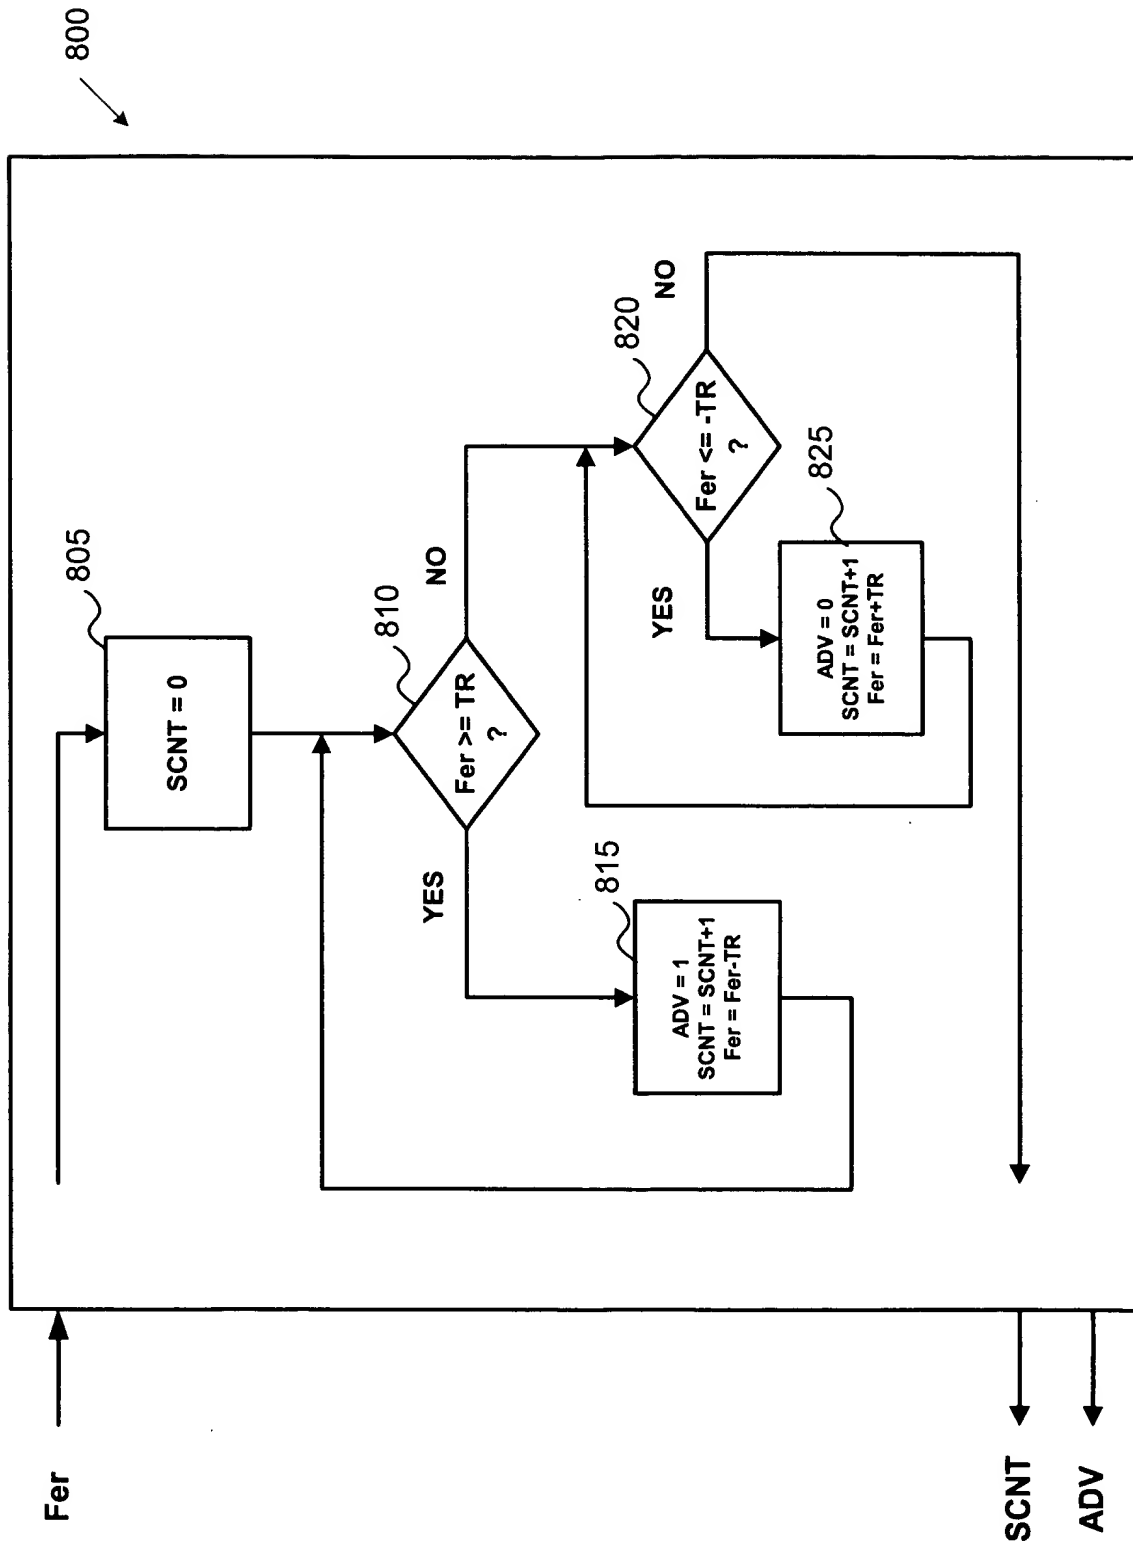 800
Fer
805
SCNT = 0
810
Fer >= TR
?
YES
NO
815
ADV = 1
SCNT = SCNT+1
Fer = Fer-TR
820
Fer <= -TR
?
YES
NO
825
ADV = 0
SCNT = SCNT+1
Fer = Fer+TR
SCNT
ADV